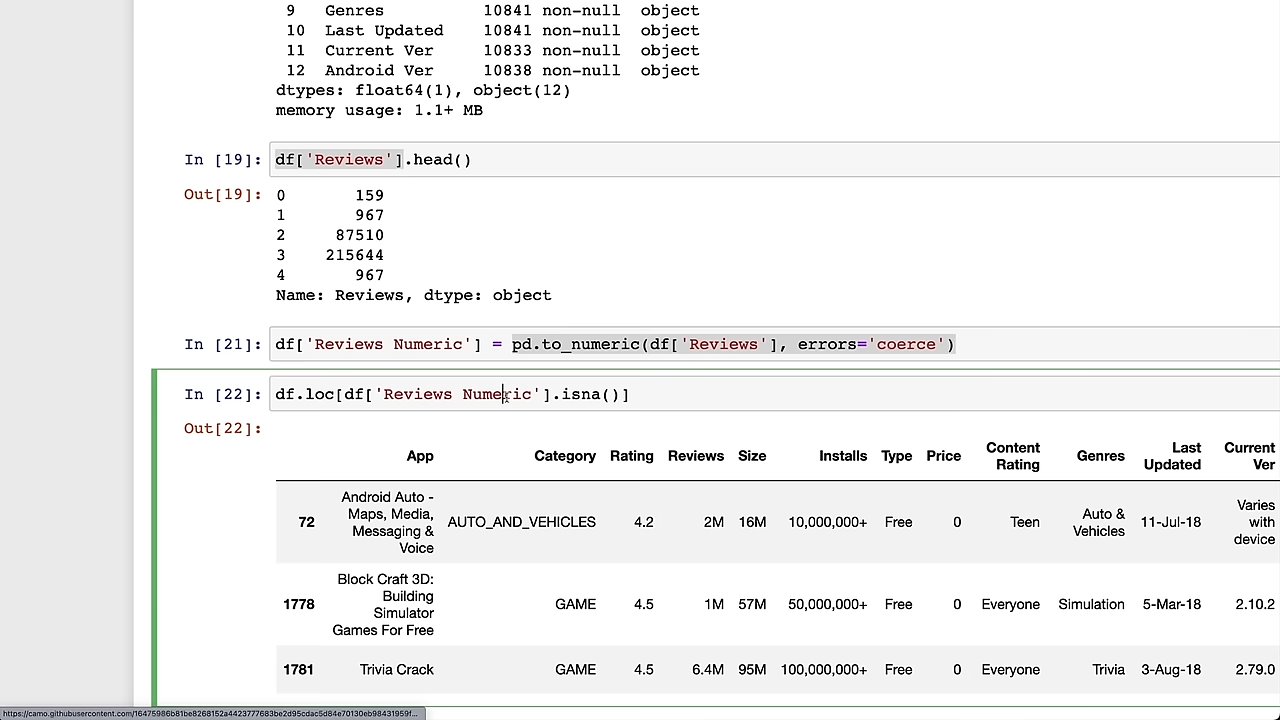 9 Genres 10841 non-null object
10 Last Updated 10841 non-null object
11 Current Ver 10833 non-null object
12 Android Ver 10838 non-null object
dtypes: float64(1), object(12)
memory usage: 1.1+ MB
In [19]: df['Reviews'].head()
Out[19]: 0 159
1 967
2 87510
3 215644
4 967
Name: Reviews, dtype: object
In [21]: df['Reviews Numeric'] = pd.to_numeric(df['Reviews'], errors='coerce')
In [22]: df.loc[df['Reviews Numeric'].isna()]
Out[22]:
App Category Rating Reviews Size Installs Type Price Content Rating Genres Last Updated Current Ver
72 Android Auto - Maps, Media, Messaging & Voice AUTO_AND_VEHICLES 4.2 2M 16M 10,000,000+ Free 0 Teen Auto & Vehicles 11-Jul-18 Varies with device
1778 Block Craft 3D: Building Simulator Games For Free GAME 4.5 1M 57M 50,000,000+ Free 0 Everyone Simulation 5-Mar-18 2.10.2
1781 Trivia Crack GAME 4.5 6.4M 95M 100,000,000+ Free 0 Everyone Trivia 3-Aug-18 2.79.0